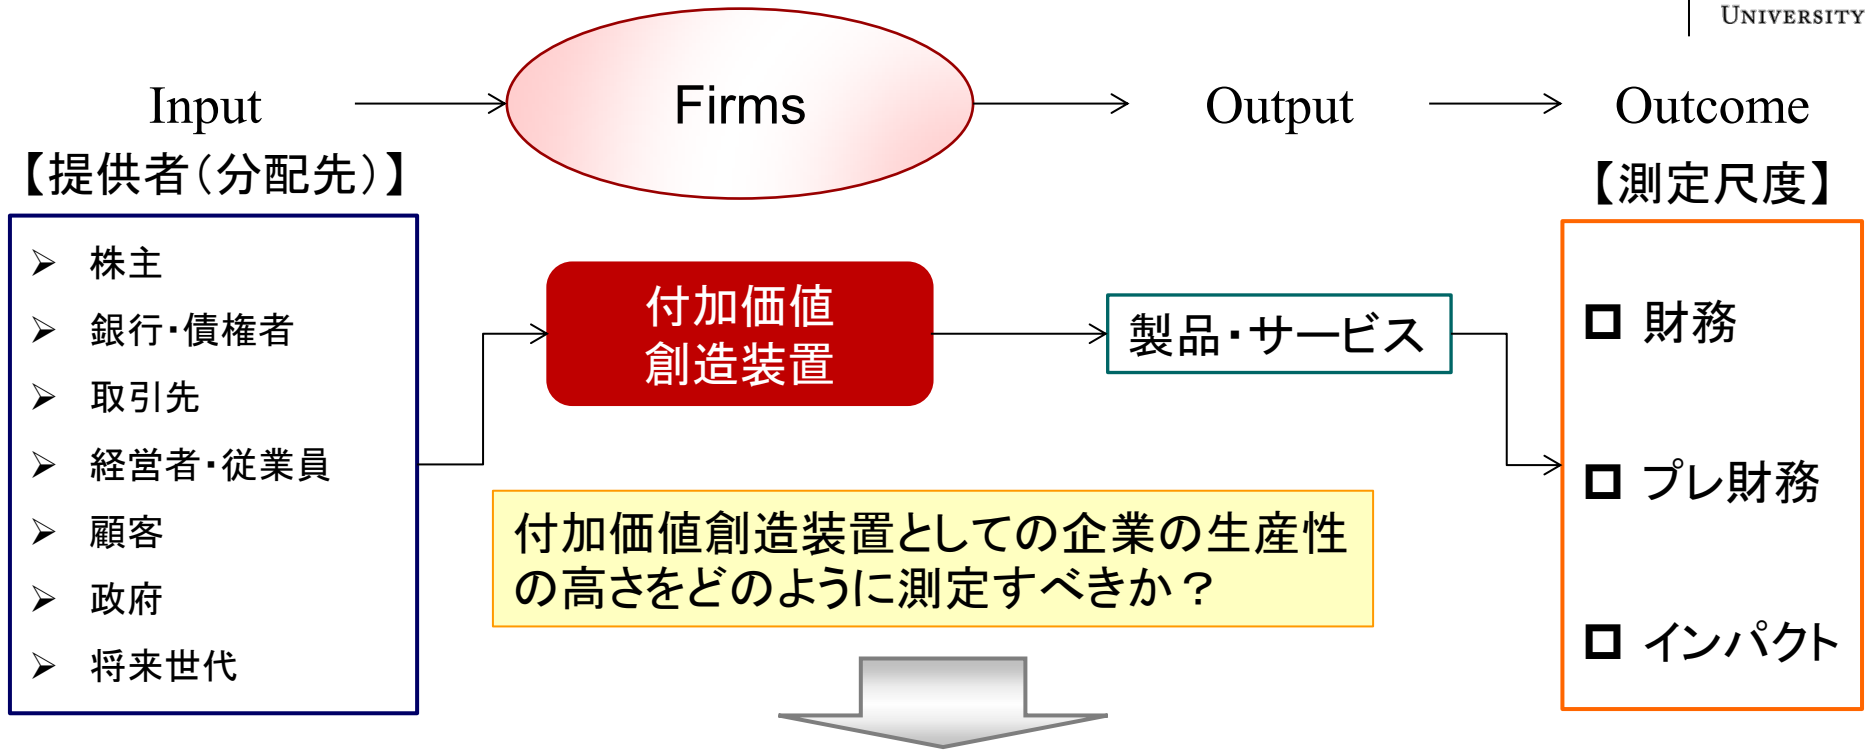 UNIVERSITY
Input
Firms
Output
Outcome
【提供者(分配先)】
【測定尺度】
➢ 株主
➢ 銀行・債権者
➢ 取引先
➢ 経営者・従業員
➢ 顧客
➢ 政府
➢ 将来世代
付加価値
創造装置
製品・サービス
付加価値創造装置としての企業の生産性
の高さをどのように測定すべきか？
財務
プレ財務
インパクト